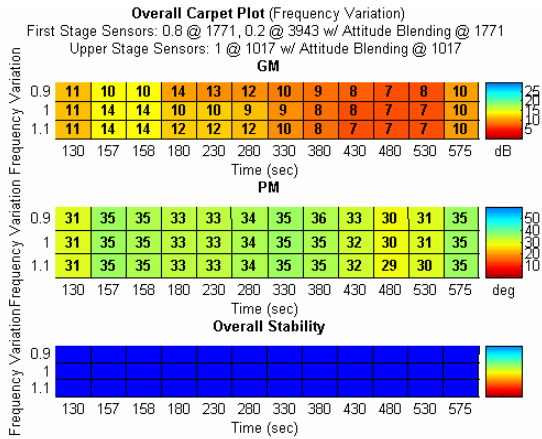 Overall Carpet Plot (Frequency Variation)
First Stage Sensors: 0.8 @ 1771, 0.2 @ 3943 w/ Attitude Blending @ 1771
Upper Stage Sensors: 1 @ 1017 w/ Attitude Blending @ 1017
GM
Frequency Variation
0.9 11 10 10 14 13 12 10 9 8 7 8 10
1 11 14 14 10 10 9 9 8 8 7 7 10
1.1 11 14 14 12 12 12 10 8 7 7 7 10
130 157 158 180 230 280 330 380 430 480 530 575
Time (sec)
25
20
15
10
5
dB
PM
Frequency Variation
0.9 31 35 35 33 33 34 35 36 33 30 31 35
1 31 35 35 33 33 34 35 35 32 30 31 35
1.1 31 35 35 33 33 34 35 35 32 29 30 35
130 157 158 180 230 280 330 380 430 480 530 575
Time (sec)
50
40
30
20
10
deg
Overall Stability
Frequency Variation
0.9
1
1.1
130 157 158 180 230 280 330 380 430 480 530 575
Time (sec)